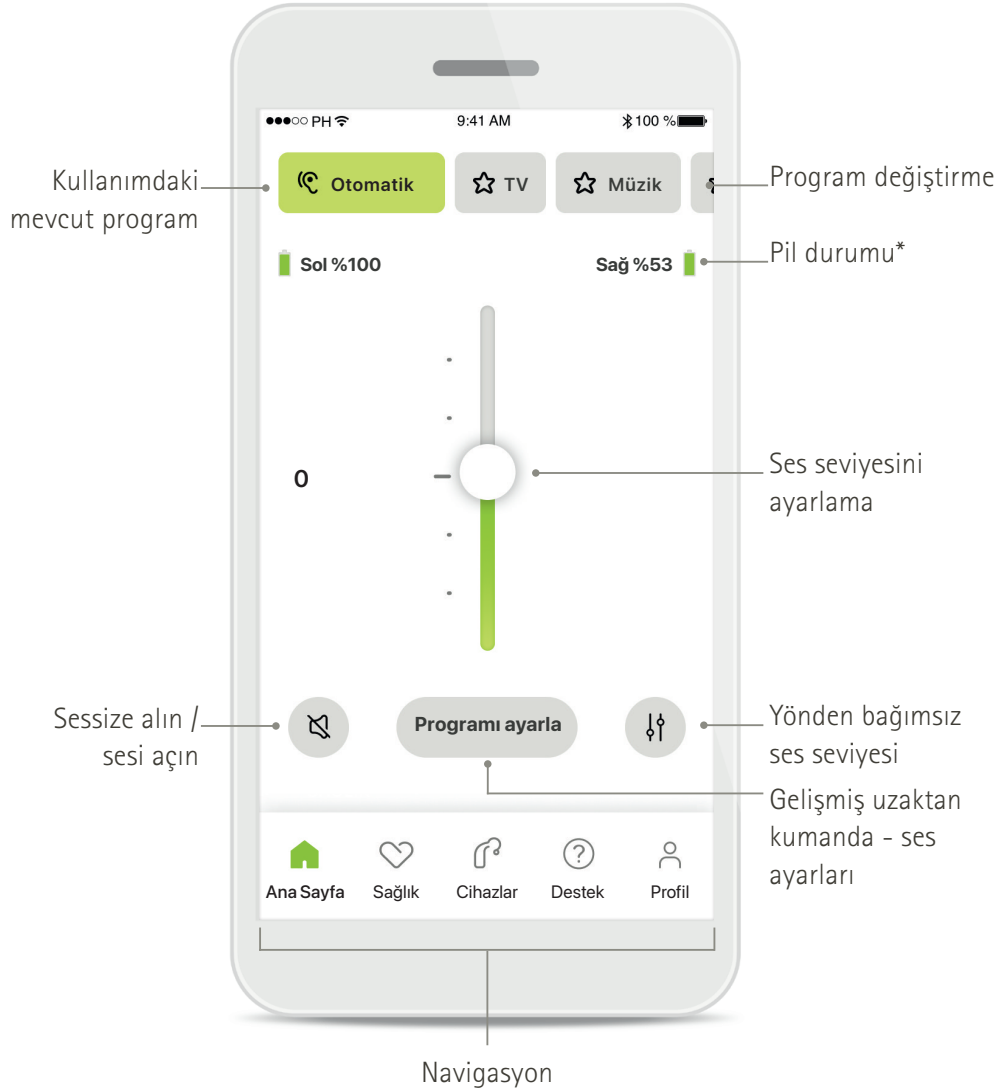 ●●●○○ PH
9:41 AM
100 %
Kullanımdaki
mevcut program
Otomatik
TV
Müzik
Program değiştirme
Sol %100
Sağ %53
Pil durumu*
0
Ses seviyesini
ayarlama
Sessize alın /
sesi açın
Programı ayarla
Yönden bağımsız
ses seviyesi
Gelişmiş uzaktan
kumanda - ses
ayarları
Ana Sayfa
Sağlık
Cihazlar
Destek
Profil
Navigasyon